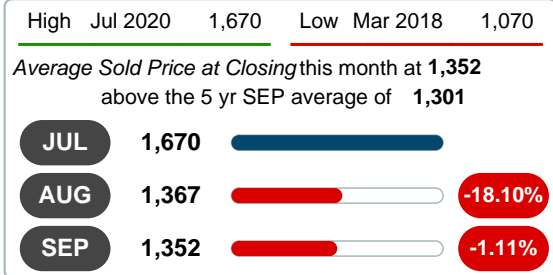 High Jul 2020 1,670 Low Mar 2018 1,070
Average Sold Price at Closing this month at 1,352
above the 5 yr SEP average of 1,301
JUL 1,670
AUG 1,367 -18.10%
SEP 1,352 -1.11%